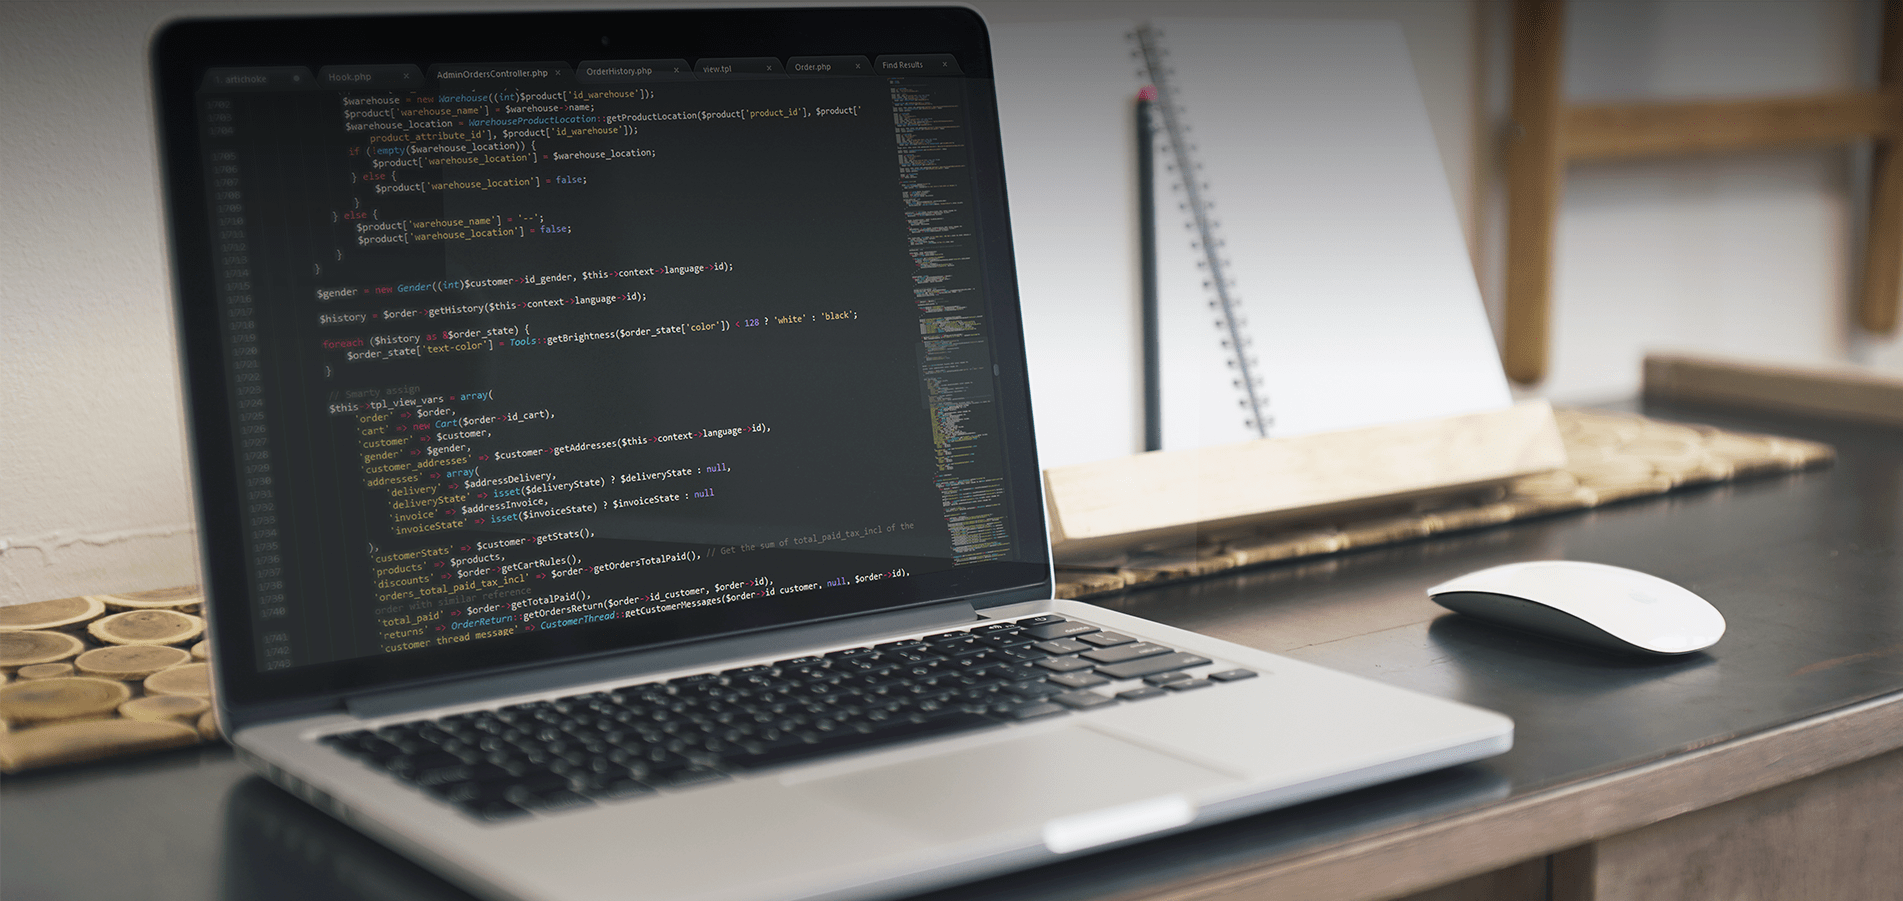 artichoke
Hook.php
AdminOrdersController.php
OrderHistory.php
view.tpl
Order.php
Find Results
$warehouse = new Warehouse((int)$product['id_warehouse']);
$product['warehouse_name'] = $warehouse->name;
$warehouse_location = WarehouseProductLocation::getProductLocation($product['product_id'], $product['
product_attribute_id'], $product['id_warehouse']);
if (!empty($warehouse_location)) {
$product['warehouse_location'] = $warehouse_location;
} else {
$product['warehouse_location'] = false;
}
} else {
$product['warehouse_name'] = '--';
$product['warehouse_location'] = false;
}
}
$gender = new Gender((int)$customer->id_gender, $this->context->language->id);
$history = $order->getHistory($this->context->language->id);
foreach ($history as &$order_state) {
$order_state['text-color'] = Tools::getBrightness($order_state['color']) < 128 ? 'white' : 'black';
}
// Smarty assign
$this->tpl_view_vars = array(
'order' => $order,
'cart' => new Cart($order->id_cart),
'customer' => $customer,
'gender' => $gender,
'customer_addresses' => $customer->getAddresses($this->context->language->id),
'addresses' => array(
'delivery' => $addressDelivery,
'deliveryState' => isset($deliveryState) ? $deliveryState : null,
'invoice' => $addressInvoice,
'invoiceState' => isset($invoiceState) ? $invoiceState : null
),
'customerStats' => $customer->getStats(),
'products' => $products,
'discounts' => $order->getCartRules(),
'orders_total_paid_tax_incl' => $order->getOrdersTotalPaid(), // Get the sum of total_paid_tax_incl of the
order with similar reference
'total_paid' => $order->getTotalPaid(),
'returns' => OrderReturn::getOrdersReturn($order->id_customer, $order->id),
'customer_thread_message' => CustomerThread::getCustomerMessages($order->id_customer, null, $order->id),